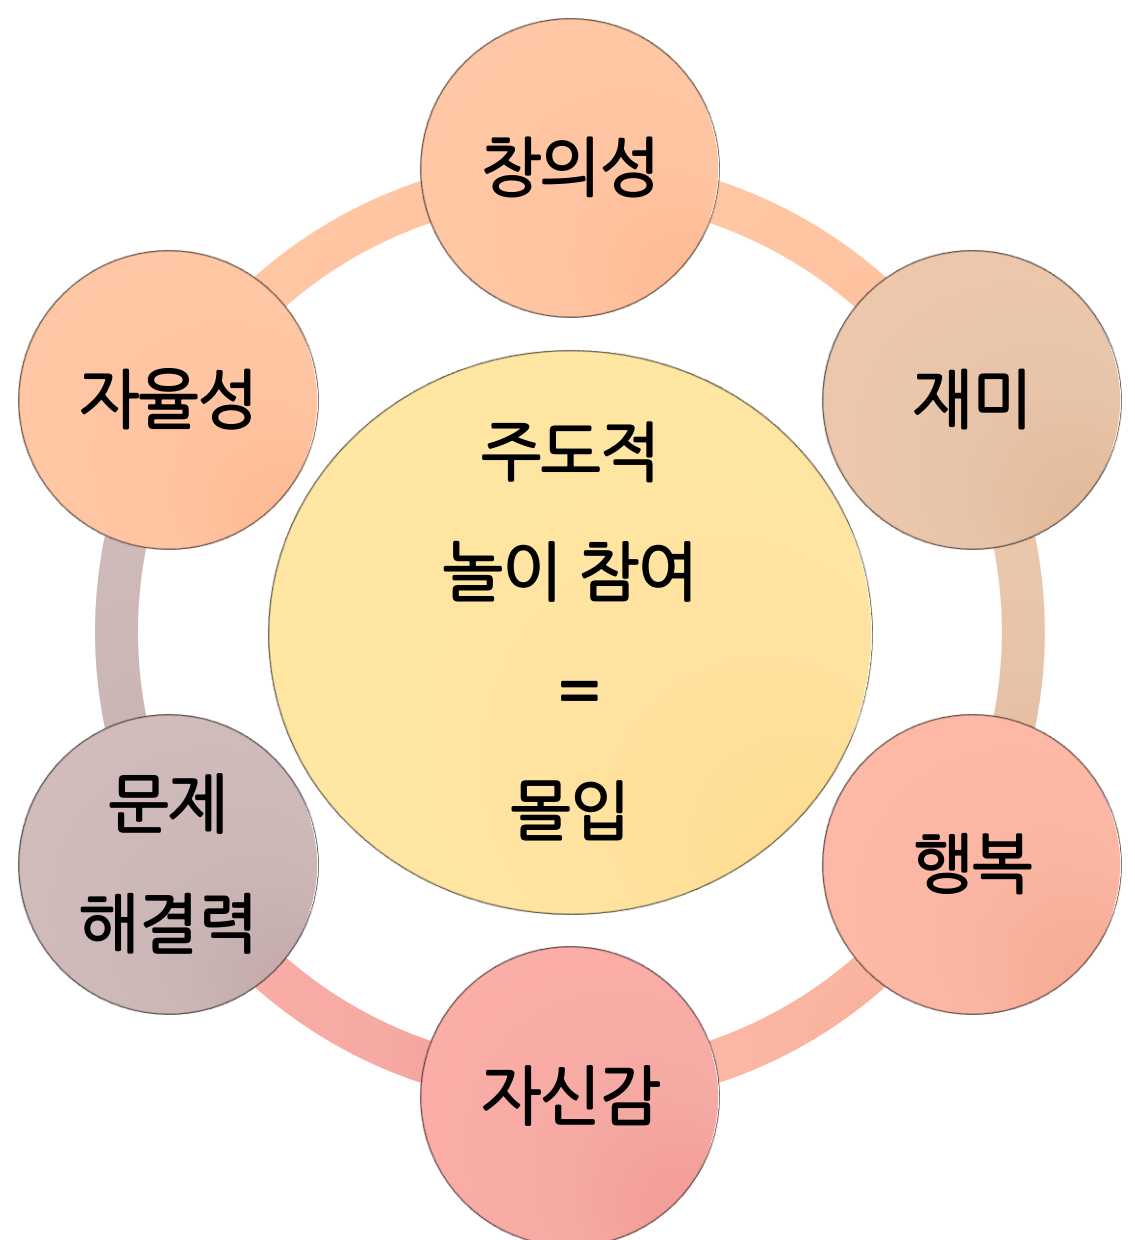 창의성
자율성
재미
주도적
놀이 참여
=
몰입
문제
해결력
행복
자신감